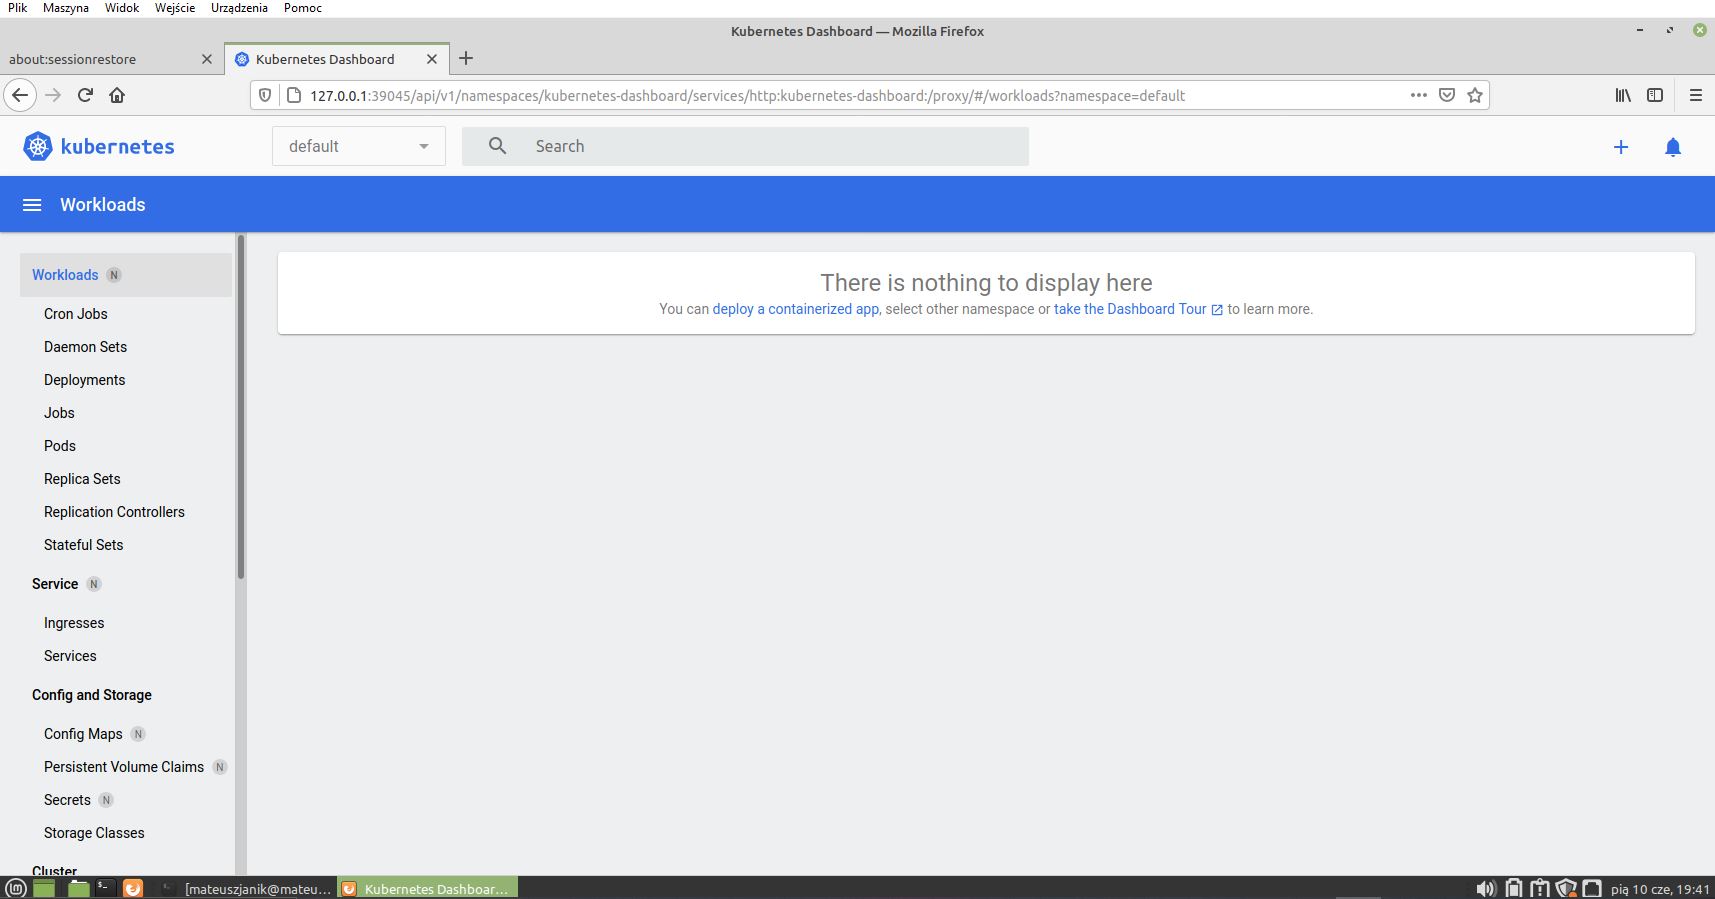 Plik Maszyna Widok Wejście Urządzenia Pomoc
Kubernetes Dashboard — Mozilla Firefox
about:sessionrestore
Kubernetes Dashboard
127.0.0.1:39045/api/v1/namespaces/kubernetes-dashboard/services/http:kubernetes-dashboard:/proxy/#/workloads?namespace=default
kubernetes
default
Search
Workloads
Workloads N
Cron Jobs
Daemon Sets
Deployments
Jobs
Pods
Replica Sets
Replication Controllers
Stateful Sets
Service N
Ingresses
Services
Config and Storage
Config Maps N
Persistent Volume Claims N
Secrets N
Storage Classes
Cluster
There is nothing to display here
You can deploy a containerized app, select other namespace or take the Dashboard Tour to learn more.
[mateuszjanik@mateu...
Kubernetes Dashboar...
pią 10 cze, 19:41